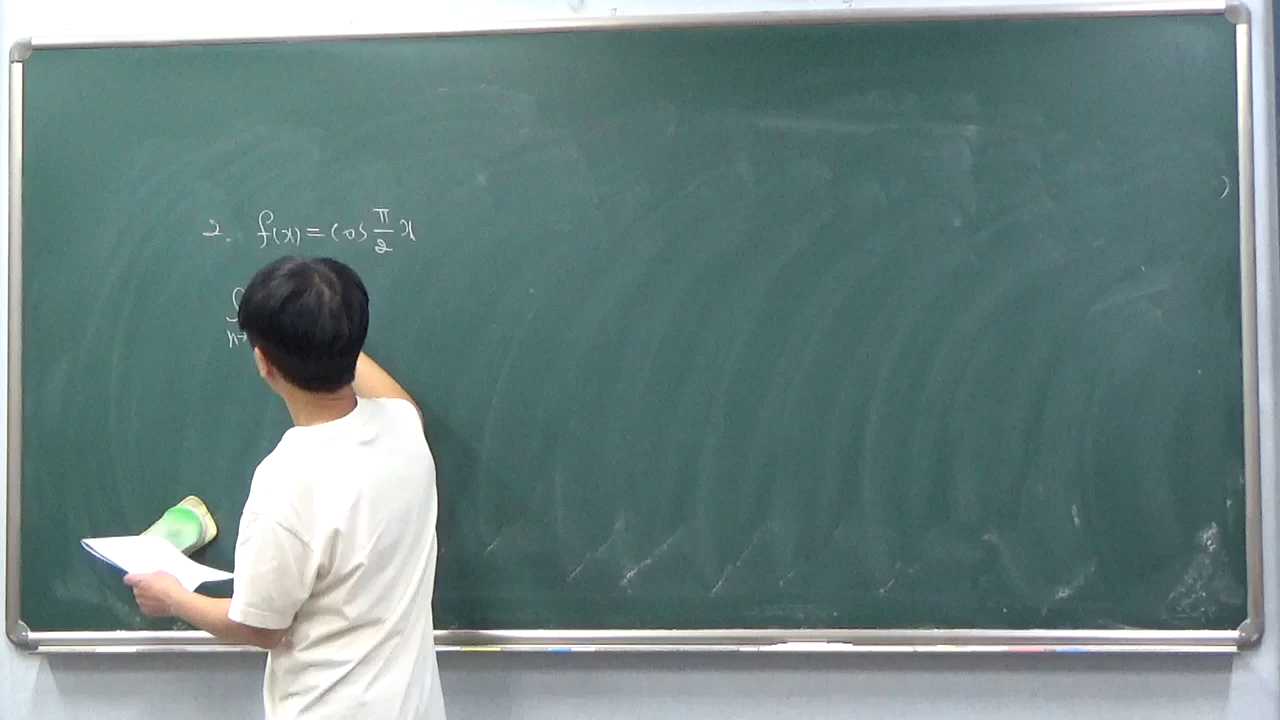 2. f(x) = cos π/2 x
n→